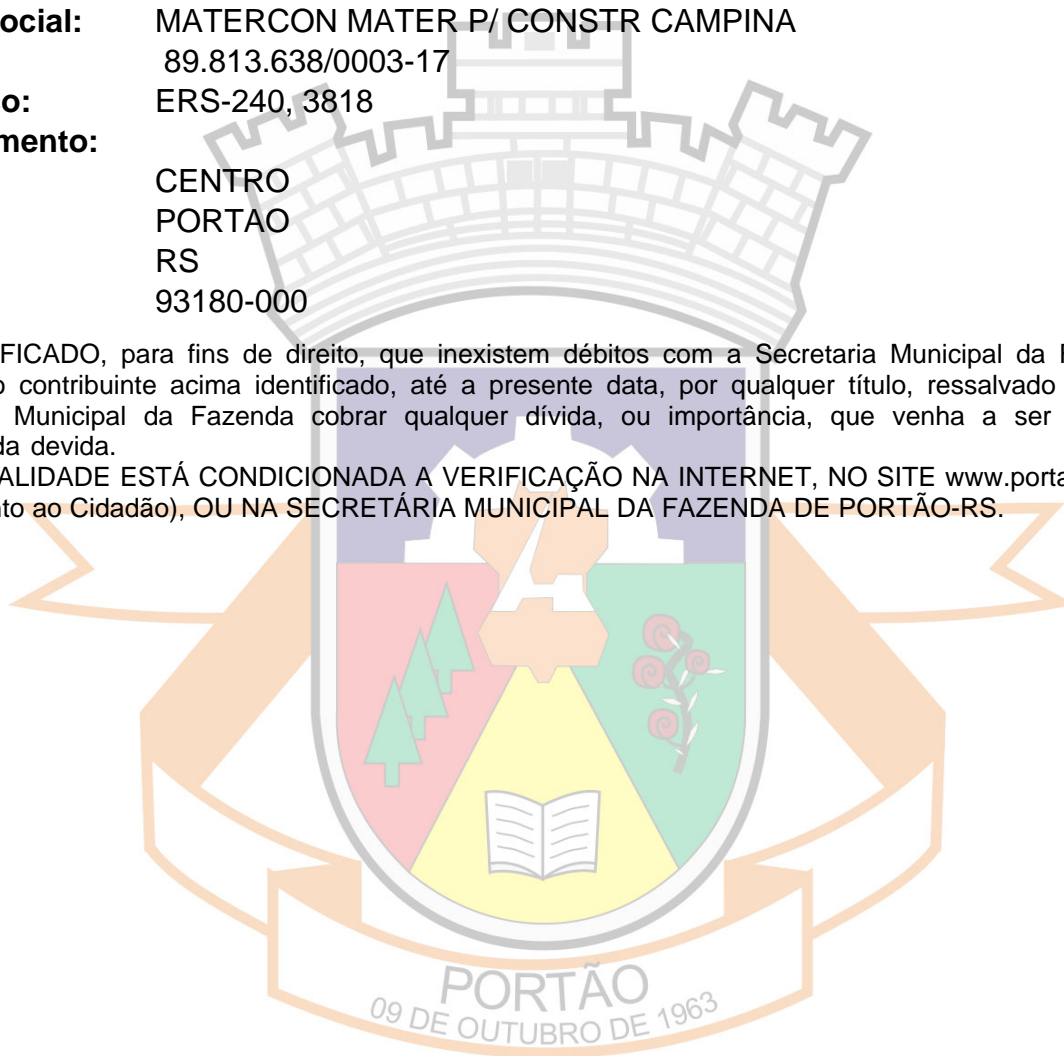 ocial: MATERCON MATER P/ CONSTR CAMPINA
89.813.638/0003-17
o: ERS-240, 3818
mento:
CENTRO
PORTAO
RS
93180-000
FICADO, para fins de direito, que inexistem débitos com a Secretaria Municipal da
o contribuinte acima identificado, até a presente data, por qualquer título, ressalvado
Municipal da Fazenda cobrar qualquer dívida, ou importância, que venha a ser
da devida.
ALIDADE ESTÁ CONDICIONADA A VERIFICAÇÃO NA INTERNET, NO SITE www.porta
to ao Cidadão), OU NA SECRETÁRIA MUNICIPAL DA FAZENDA DE PORTÃO-RS.
PORTÃO
09 DE OUTUBRO DE 1963